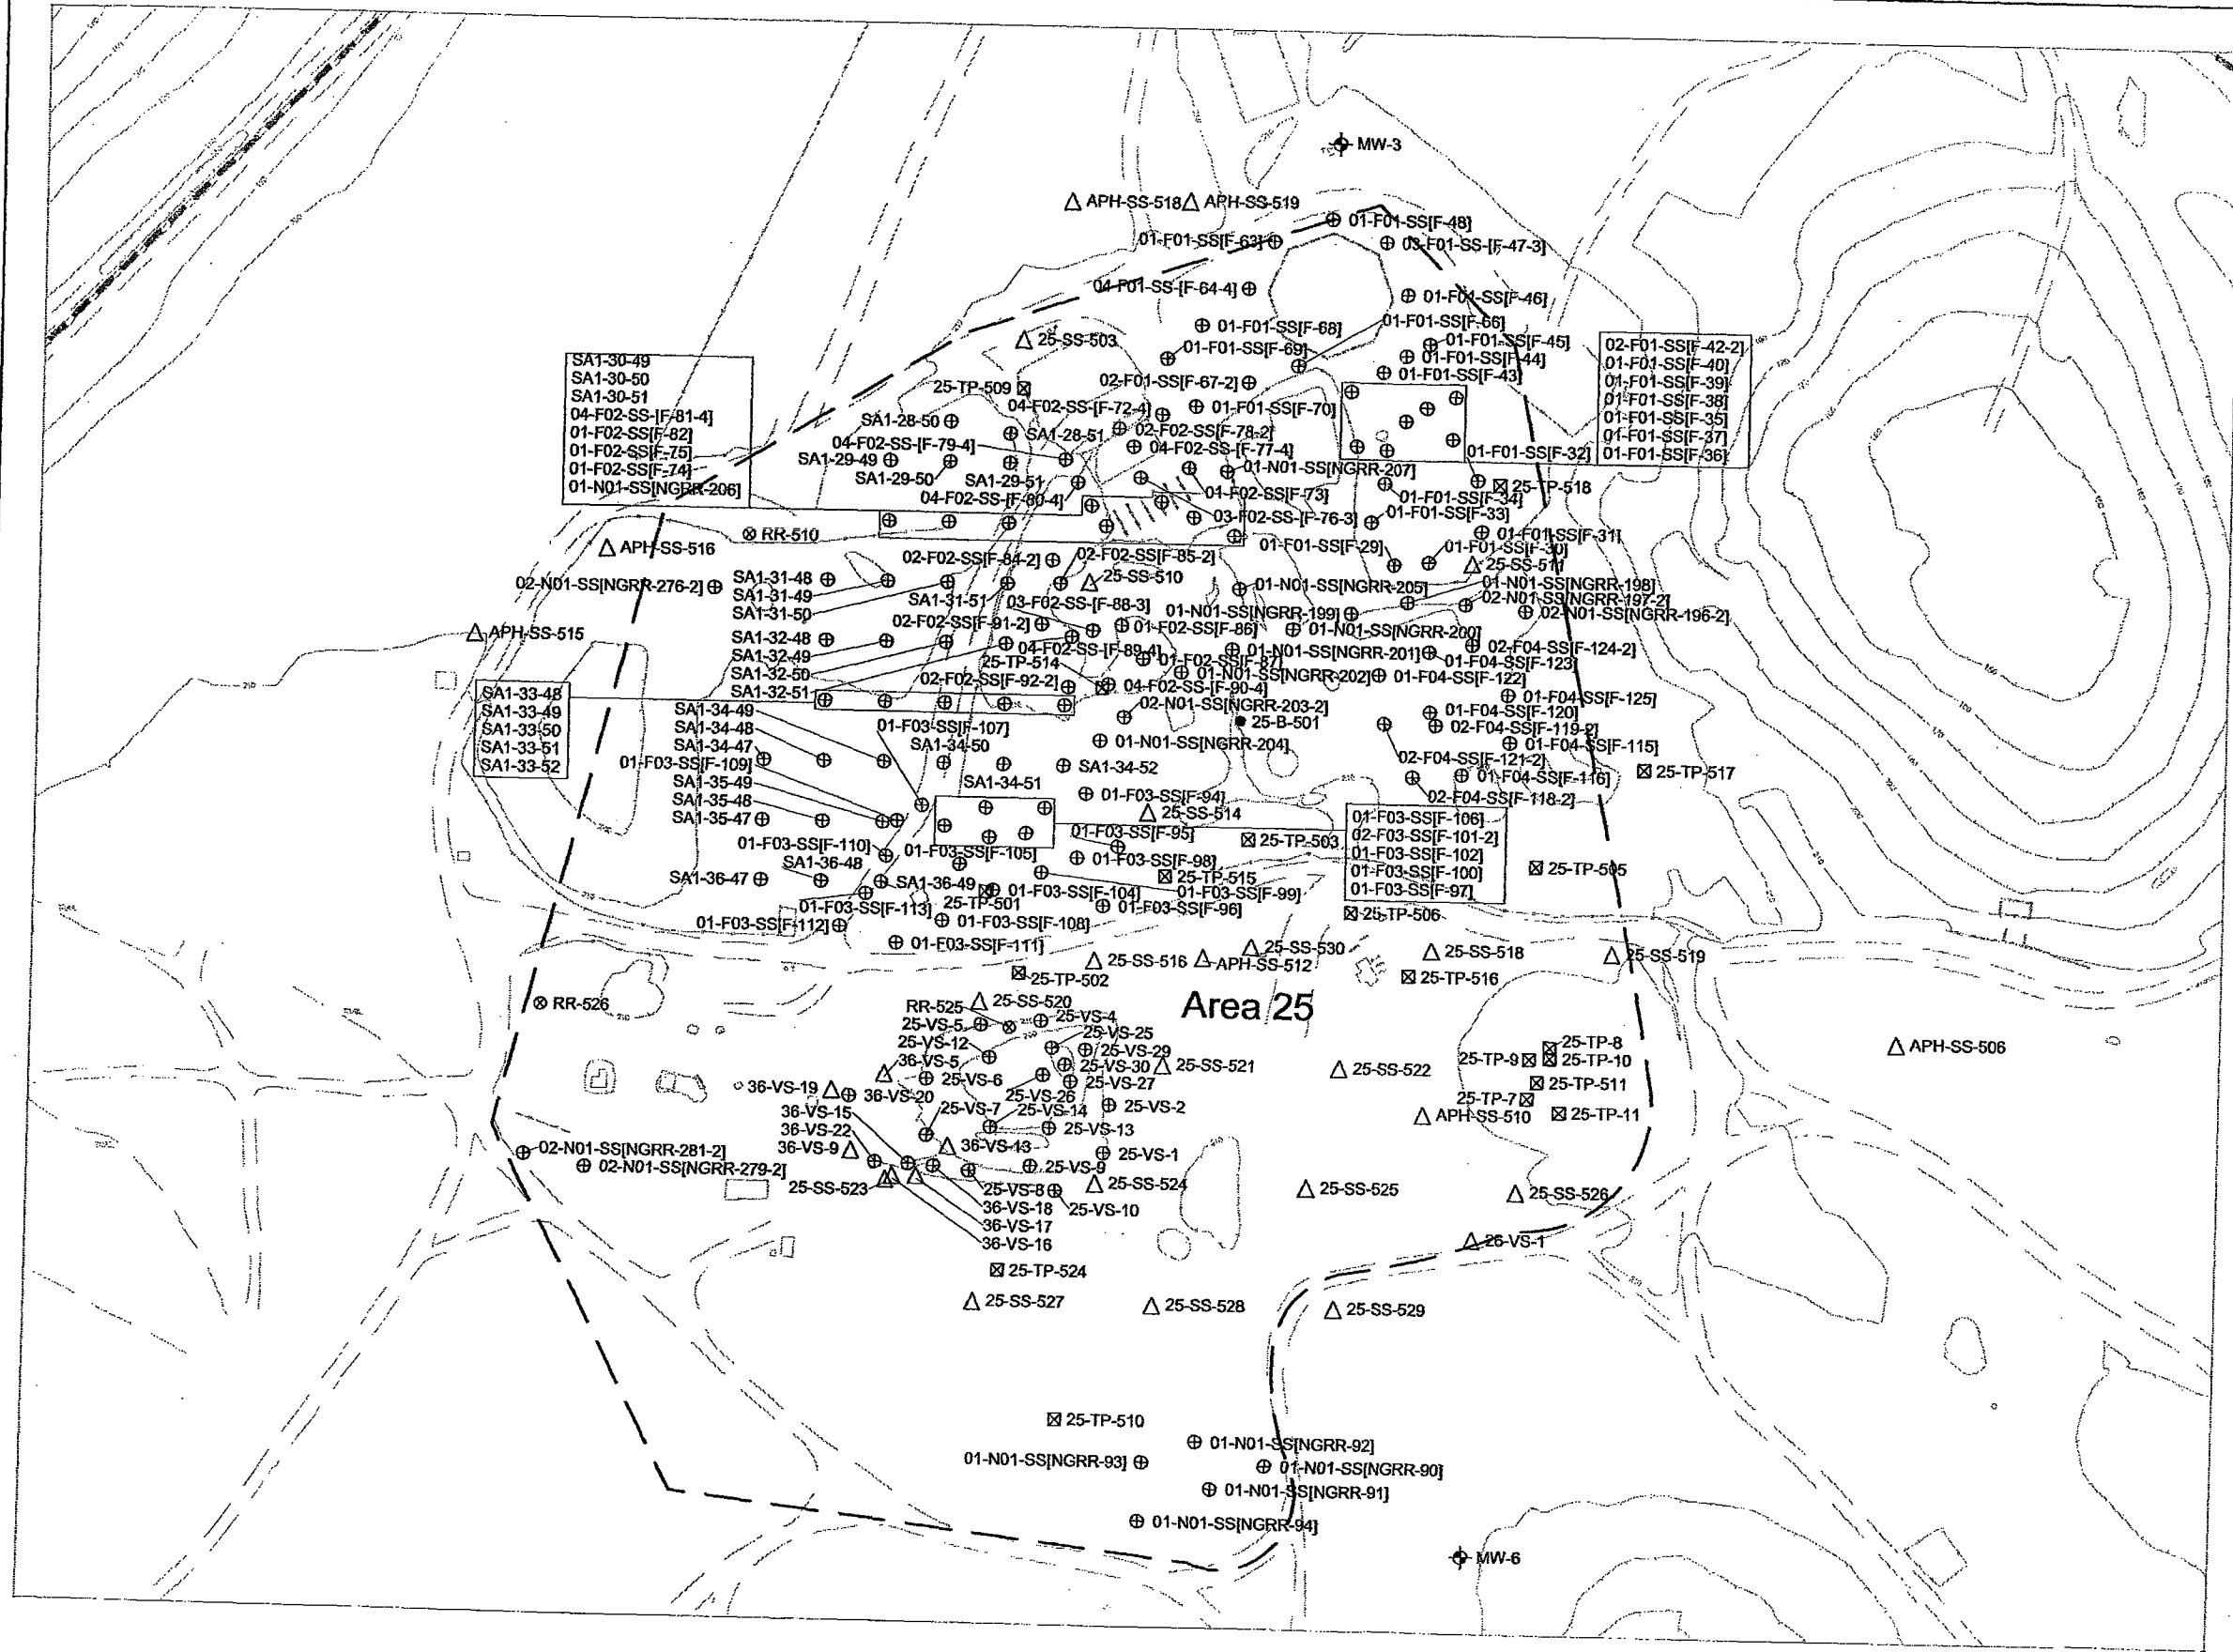 MW-3
APH-SS-518
APH-SS-519
01-F01-SS[F-48]
01-F01-SS[F-63]
03-F01-SS-[F-47-3]
04-F01-SS-[F-64-4]
01-F01-SS[F-46]
01-F01-SS[F-68]
01-F01-SS[F-66]
25-SS-503
01-F01-SS[F-69]
01-F01-SS[F-45]
01-F01-SS[F-44]
01-F01-SS[F-43]
02-F01-SS[F-42-2]
01-F01-SS[F-40]
01-F01-SS[F-39]
01-F01-SS[F-38]
01-F01-SS[F-35]
01-F01-SS[F-37]
01-F01-SS[F-36]
SA1-30-49
SA1-30-50
SA1-30-51
04-F02-SS-[F-81-4]
01-F02-SS[F-82]
01-F02-SS[F-75]
01-F02-SS[F-74]
01-N01-SS[NGRR-206]
25-TP-509
02-F01-SS[F-67-2]
04-F02-SS-[F-72-4]
01-F01-SS[F-70]
SA1-28-50
SA1-28-51
02-F02-SS[F-78-2]
04-F02-SS-[F-79-4]
04-F02-SS-[F-77-4]
SA1-29-49
SA1-29-50
SA1-29-51
01-N01-SS[NGRR-207]
01-F01-SS[F-32]
04-F02-SS-[F-80-4]
01-F02-SS[F-73]
01-F01-SS[F-34]
25-TP-518
03-F02-SS-[F-76-3]
01-F01-SS[F-33]
RR-510
APH-SS-516
01-F01-SS[F-31]
01-F01-SS[F-29]
01-F01-SS[F-30]
02-F02-SS[F-84-2]
02-F02-SS[F-85-2]
25-SS-511
02-N01-SS[NGRR-276-2]
SA1-31-48
SA1-31-49
SA1-31-50
SA1-31-51
25-SS-510
01-N01-SS[NGRR-205]
01-N01-SS[NGRR-198]
03-F02-SS-[F-88-3]
01-N01-SS[NGRR-199]
02-N01-SS[NGRR-197-2]
02-N01-SS[NGRR-196-2]
APH-SS-515
02-F02-SS[F-91-2]
01-F02-SS[F-86]
01-N01-SS[NGRR-200]
SA1-32-48
SA1-32-49
SA1-32-50
SA1-32-51
04-F02-SS-[F-89-4]
01-N01-SS[NGRR-201]
02-F04-SS[F-124-2]
01-F04-SS[F-123]
25-TP-514
01-F02-SS[F-87]
01-N01-SS[NGRR-202]
01-F04-SS[F-122]
02-F02-SS[F-92-2]
04-F02-SS-[F-90-4]
01-F04-SS[F-125]
SA1-33-48
SA1-33-49
SA1-33-50
SA1-33-51
SA1-33-52
SA1-34-49
SA1-34-48
SA1-34-47
02-N01-SS[NGRR-203-2]
01-F04-SS[F-120]
25-B-501
02-F04-SS[F-119-2]
01-F03-SS[F-107]
SA1-34-50
01-N01-SS[NGRR-204]
01-F04-SS[F-115]
02-F04-SS[F-121-2]
01-F03-SS[F-109]
SA1-34-51
SA1-34-52
25-TP-517
01-F04-SS[F-116]
SA1-35-49
SA1-35-48
SA1-35-47
01-F03-SS[F-94]
02-F04-SS[F-118-2]
25-SS-514
01-F03-SS[F-106]
02-F03-SS[F-101-2]
01-F03-SS[F-102]
01-F03-SS[F-100]
01-F03-SS[F-97]
01-F03-SS[F-95]
25-TP-503
01-F03-SS[F-110]
01-F03-SS[F-105]
01-F03-SS[F-98]
SA1-36-48
25-TP-505
SA1-36-47
SA1-36-49
25-TP-515
01-F03-SS[F-104]
01-F03-SS[F-99]
01-F03-SS[F-113]
25-TP-501
01-F03-SS[F-96]
25-TP-506
01-F03-SS[F-112]
01-F03-SS[F-108]
01-F03-SS[F-111]
25-SS-530
25-SS-516
APH-SS-512
25-SS-518
25-SS-519
25-TP-502
25-TP-516
RR-526
Area 25
25-SS-520
RR-525
25-VS-5
25-VS-4
25-VS-12
25-VS-25
36-VS-5
25-VS-29
25-VS-30
25-SS-521
25-SS-522
25-TP-8
25-TP-9
25-TP-10
APH-SS-506
25-VS-6
25-VS-27
25-TP-511
36-VS-19
36-VS-20
25-VS-26
25-TP-7
36-VS-15
25-VS-7
25-VS-14
25-VS-2
APH-SS-510
25-TP-11
36-VS-22
25-VS-13
36-VS-9
36-VS-13
25-VS-1
02-N01-SS[NGRR-281-2]
02-N01-SS[NGRR-279-2]
25-VS-9
25-SS-523
25-VS-8
25-SS-524
25-SS-525
25-SS-526
36-VS-18
25-VS-10
36-VS-17
36-VS-16
26-VS-1
25-TP-524
25-SS-527
25-SS-528
25-SS-529
25-TP-510
01-N01-SS[NGRR-92]
01-N01-SS[NGRR-93]
01-N01-SS[NGRR-90]
01-N01-SS[NGRR-91]
01-N01-SS[NGRR-94]
MW-6